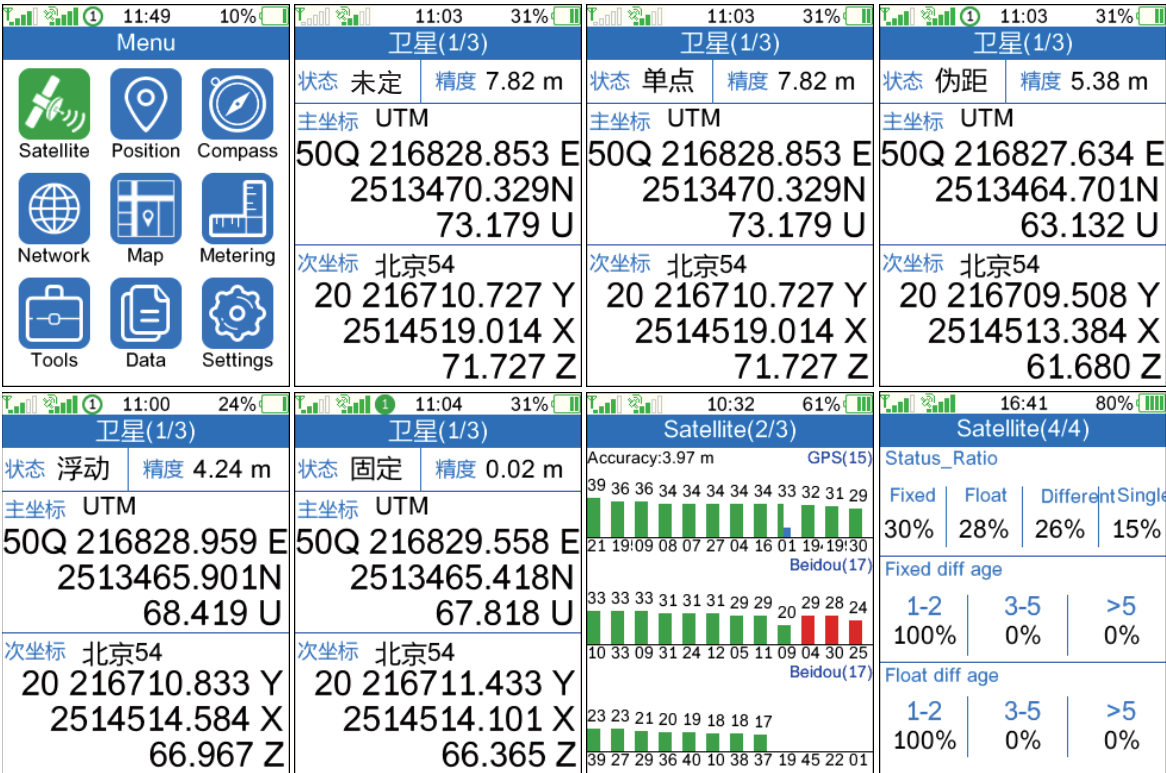 1 11:49 10%
Menu
Satellite Position Compass
Network Map Metering
Tools Data Settings
11:03 31%
卫星(1/3)
状态 未定 精度 7.82 m
主坐标 UTM
50Q 216828.853 E
2513470.329N
73.179 U
次坐标 北京54
20 216710.727 Y
2514519.014 X
71.727 Z
11:03 31%
卫星(1/3)
状态 单点 精度 7.82 m
主坐标 UTM
50Q 216828.853 E
2513470.329N
73.179 U
次坐标 北京54
20 216710.727 Y
2514519.014 X
71.727 Z
1 11:03 31%
卫星(1/3)
状态 伪距 精度 5.38 m
主坐标 UTM
50Q 216827.634 E
2513464.701N
63.132 U
次坐标 北京54
20 216709.508 Y
2514513.384 X
61.680 Z
1 11:00 24%
卫星(1/3)
状态 浮动 精度 4.24 m
主坐标 UTM
50Q 216828.959 E
2513465.901N
68.419 U
次坐标 北京54
20 216710.833 Y
2514514.584 X
66.967 Z
1 11:04 31%
卫星(1/3)
状态 固定 精度 0.02 m
主坐标 UTM
50Q 216829.558 E
2513465.418N
67.818 U
次坐标 北京54
20 216711.433 Y
2514514.101 X
66.365 Z
10:32 61%
Satellite(2/3)
Accuracy:3.97 m GPS(15)
39 36 36 34 34 34 34 34 33 32 31 29
21 09 08 07 27 04 16 01 30
Beidou(17)
33 33 33 31 31 31 29 29 20 29 28 24
10 33 09 31 24 12 05 11 09 04 30 25
Beidou(17)
23 23 21 20 19 18 18 17
39 27 29 36 40 10 38 37 19 45 22 01
16:41 80%
Satellite(4/4)
Status_Ratio
Fixed Float Different Single
30% 28% 26% 15%
Fixed diff age
1-2 3-5 >5
100% 0% 0%
Float diff age
1-2 3-5 >5
100% 0% 0%